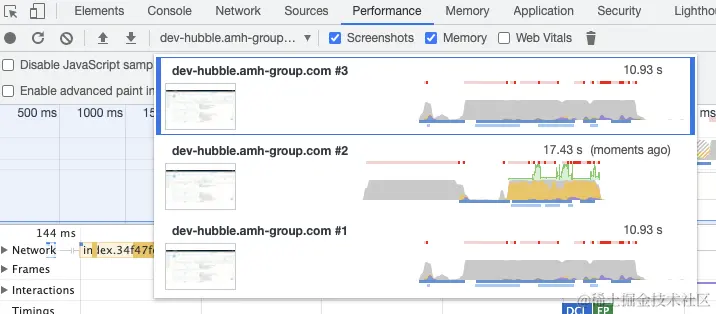 Elements Console Network Sources Performance Memory Application Security Lightho
dev-hubble.amh-group.com… Screenshots Memory Web Vitals
Disable JavaScript samp
Enable advanced paint in
500 ms 1000 ms 15
dev-hubble.amh-group.com #3 10.93 s
dev-hubble.amh-group.com #2 17.43 s (moments ago)
dev-hubble.amh-group.com #1 10.93 s
ms
144 ms
Network index.34f47f
Frames
Interactions
Timings DCL FP
@稀土掘金技术社区